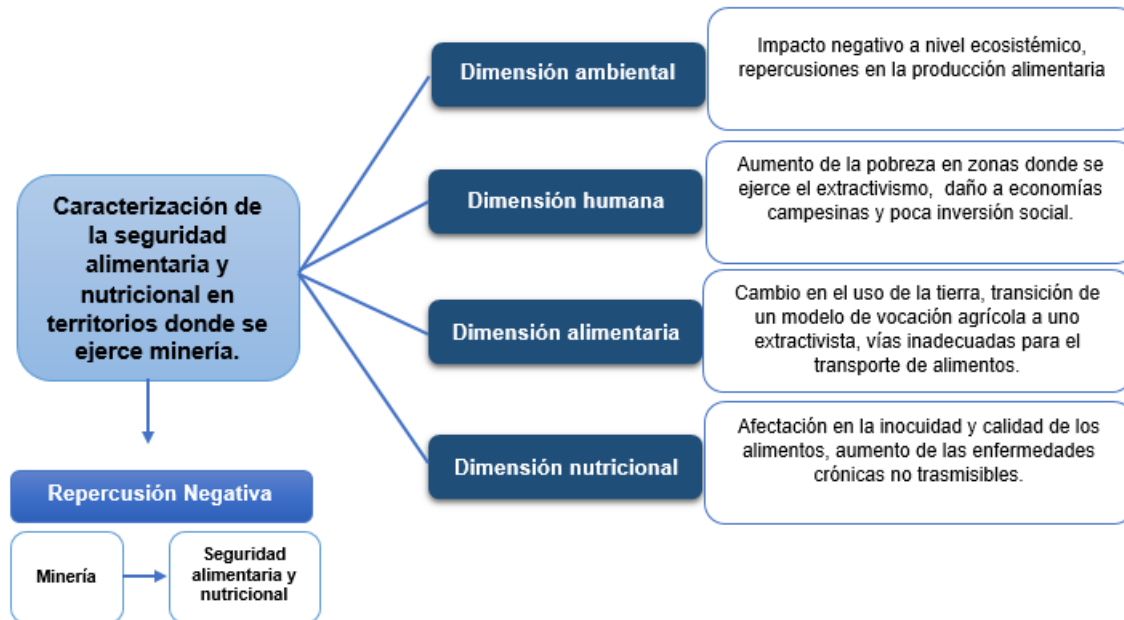 Caracterización de
la seguridad
alimentaria y
nutricional en
territorios donde se
ejerce minería.
Repercusión Negativa
Minería
Seguridad
alimentaria y
nutricional
Dimensión ambiental
Impacto negativo a nivel ecosistémico,
repercusiones en la producción alimentaria
Dimensión humana
Aumento de la pobreza en zonas donde se
ejerce el extractivismo, daño a economías
campesinas y poca inversión social.
Dimensión alimentaria
Cambio en el uso de la tierra, transición de
un modelo de vocación agrícola a uno
extractivista, vías inadecuadas para el
transporte de alimentos.
Dimensión nutricional
Afectación en la inocuidad y calidad de los
alimentos, aumento de las enfermedades
crónicas no trasmisibles.